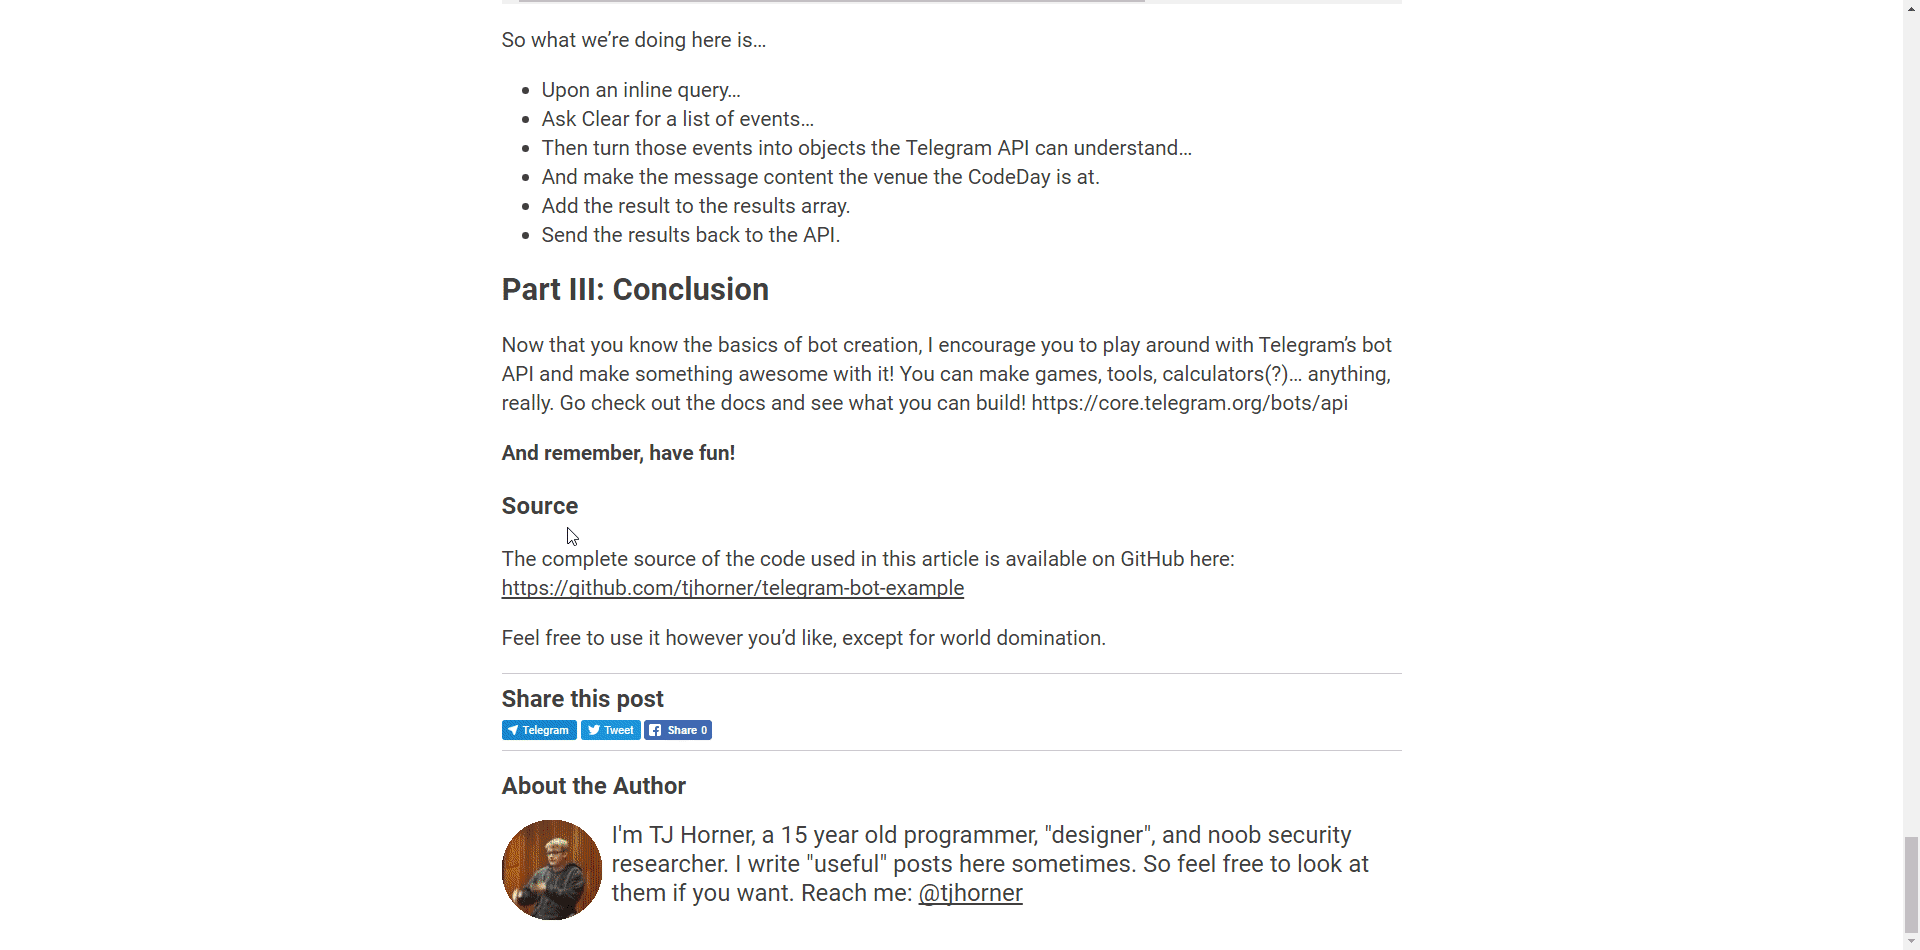 So what we’re doing here is…
Upon an inline query…
Ask Clear for a list of events…
Then turn those events into objects the Telegram API can understand…
And make the message content the venue the CodeDay is at.
Add the result to the results array.
Send the results back to the API.
Part III: Conclusion
Now that you know the basics of bot creation, I encourage you to play around with Telegram’s bot
API and make something awesome with it! You can make games, tools, calculators(?)… anything,
really. Go check out the docs and see what you can build! https://core.telegram.org/bots/api
And remember, have fun!
Source
The complete source of the code used in this article is available on GitHub here:
https://github.com/tjhorner/telegram-bot-example
Feel free to use it however you’d like, except for world domination.
Share this post
Telegram Tweet Share 0
About the Author
I'm TJ Horner, a 15 year old programmer, "designer", and noob security
researcher. I write "useful" posts here sometimes. So feel free to look at
them if you want. Reach me: @tjhorner